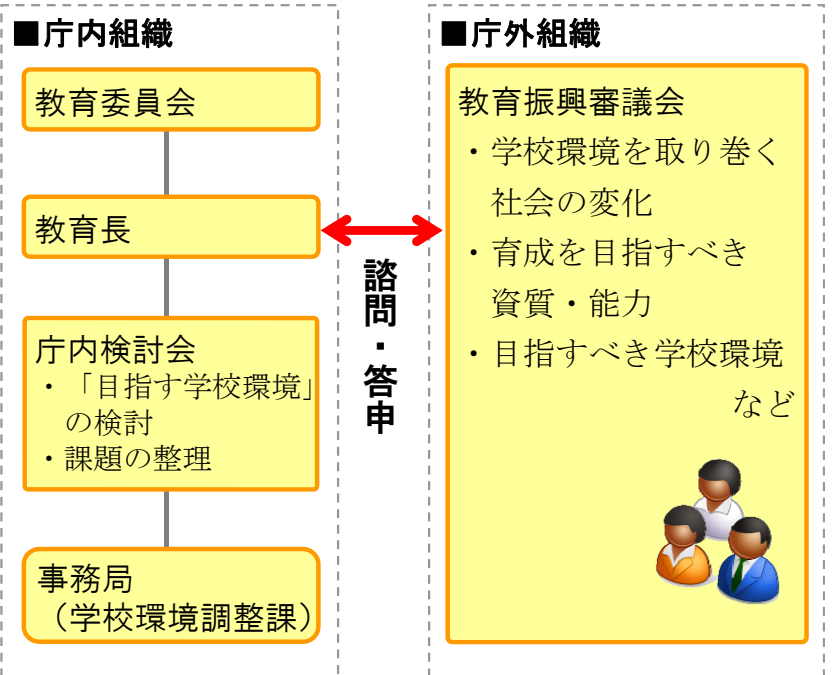 ■庁内組織
教育委員会
教育長
庁内検討会
・「目指す学校環境」
の検討
・課題の整理
事務局
（学校環境調整課）
諮問・答申
■庁外組織
教育振興審議会
・学校環境を取り巻く
社会の変化
・育成を目指すべき
資質・能力
・目指すべき学校環境
など